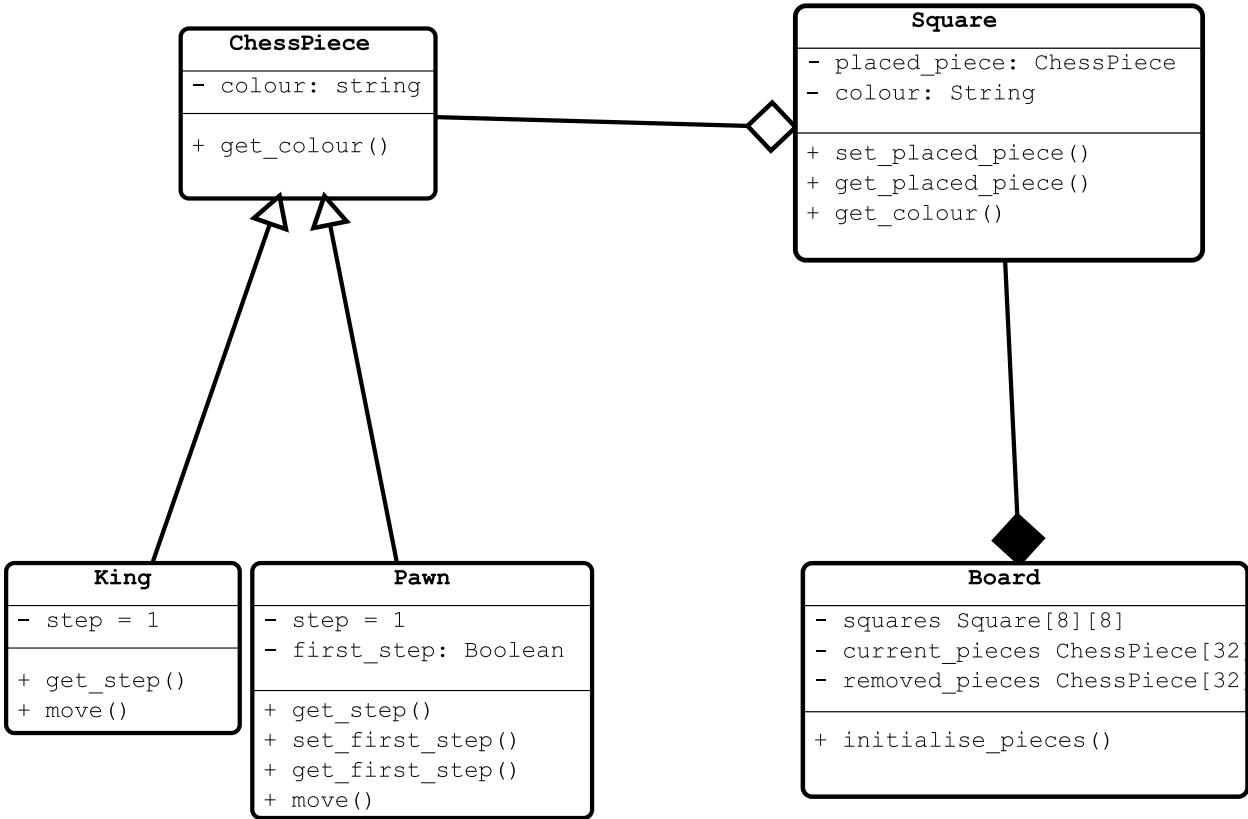 ChessPiece
- colour: string
+ get_colour()
Square
- placed_piece: ChessPiece
- colour: String
+ set_placed_piece()
+ get_placed_piece()
+ get_colour()
King
- step = 1
+ get_step()
+ move()
Pawn
- step = 1
- first_step: Boolean
+ get_step()
+ set_first_step()
+ get_first_step()
+ move()
Board
- squares Square[8][8]
- current_pieces ChessPiece[32]
- removed_pieces ChessPiece[32]
+ initialise_pieces()